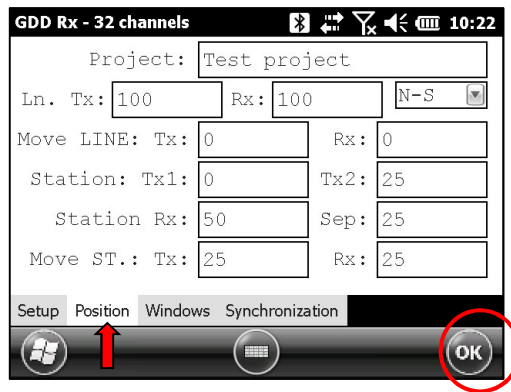 GDD Rx - 32 channels 10:22
Project: Test project
Ln. Tx: 100 Rx: 100 N-S
Move LINE: Tx: 0 Rx: 0
Station: Tx1: 0 Tx2: 25
Station Rx: 50 Sep: 25
Move ST.: Tx: 25 Rx: 25
Setup Position Windows Synchronization
OK